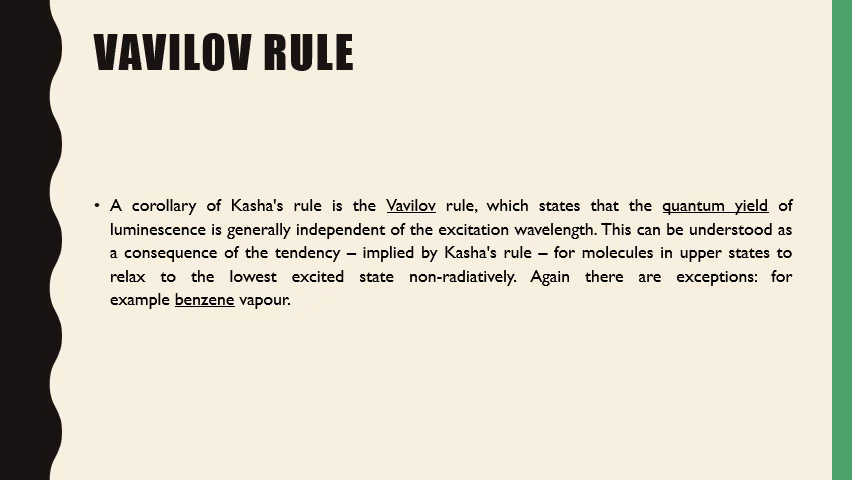 VAVILOV RULE
• A corollary of Kasha's rule is the Vavilov rule, which states that the quantum yield of
luminescence is generally independent of the excitation wavelength. This can be understood as
a consequence of the tendency – implied by Kasha's rule – for molecules in upper states to
relax to the lowest excited state non-radiatively. Again there are exceptions: for
example benzene vapour.